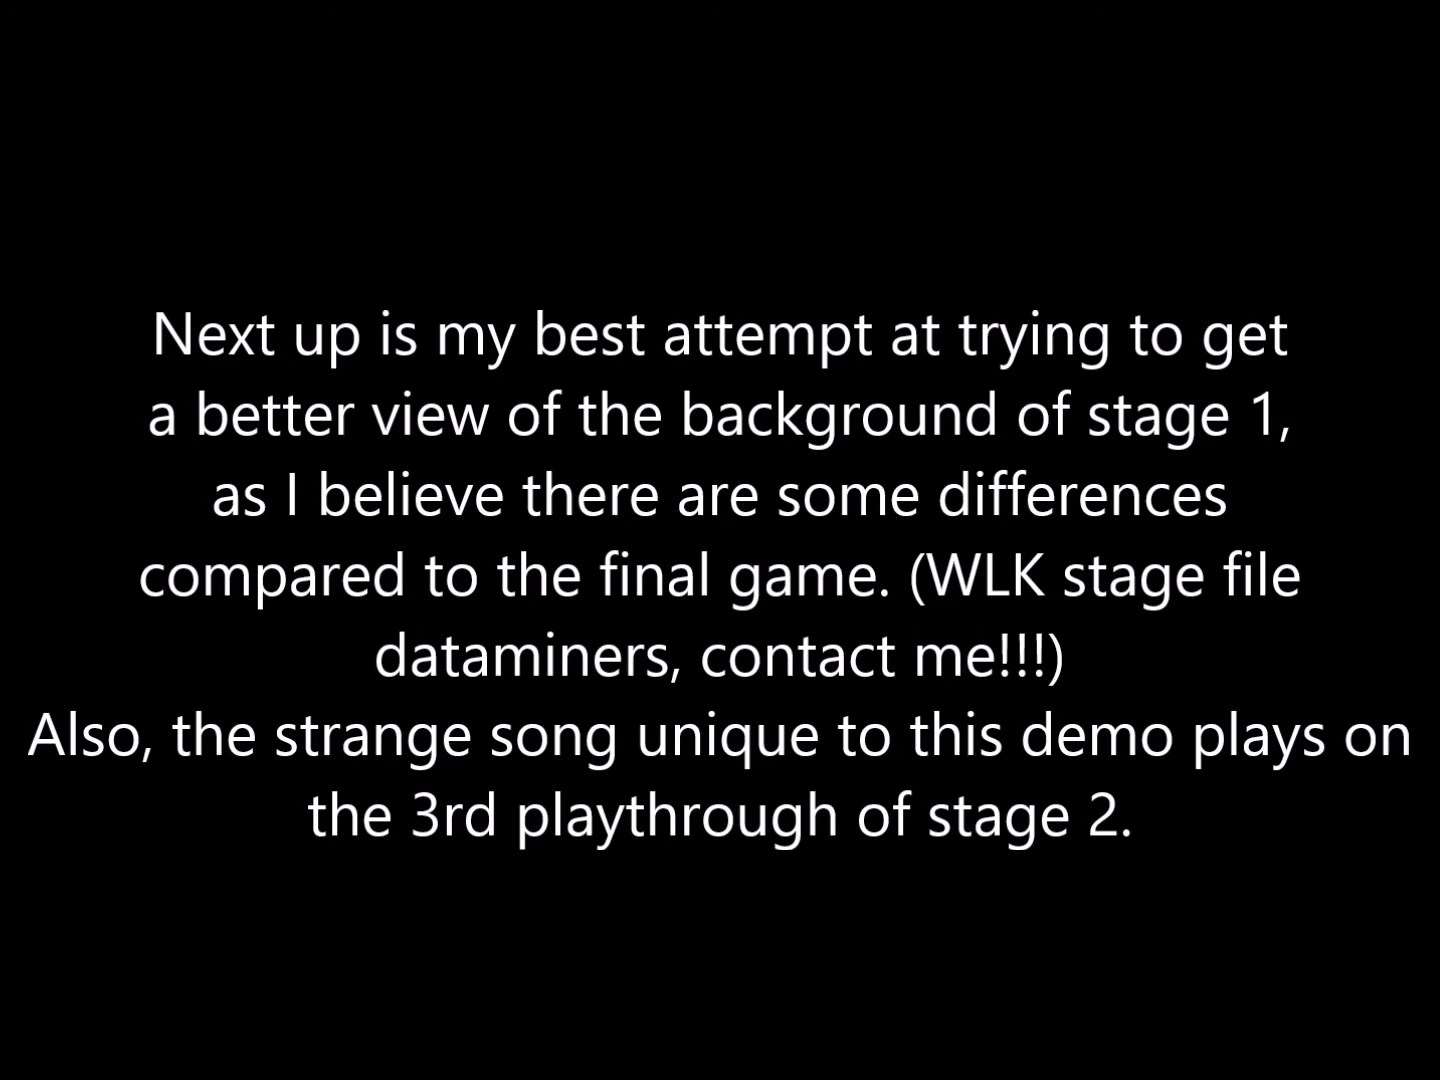 Next up is my best attempt at trying to get
a better view of the background of stage 1,
as I believe there are some differences
compared to the final game. (WLK stage file
dataminers, contact me!!!)
Also, the strange song unique to this demo plays on
the 3rd playthrough of stage 2.